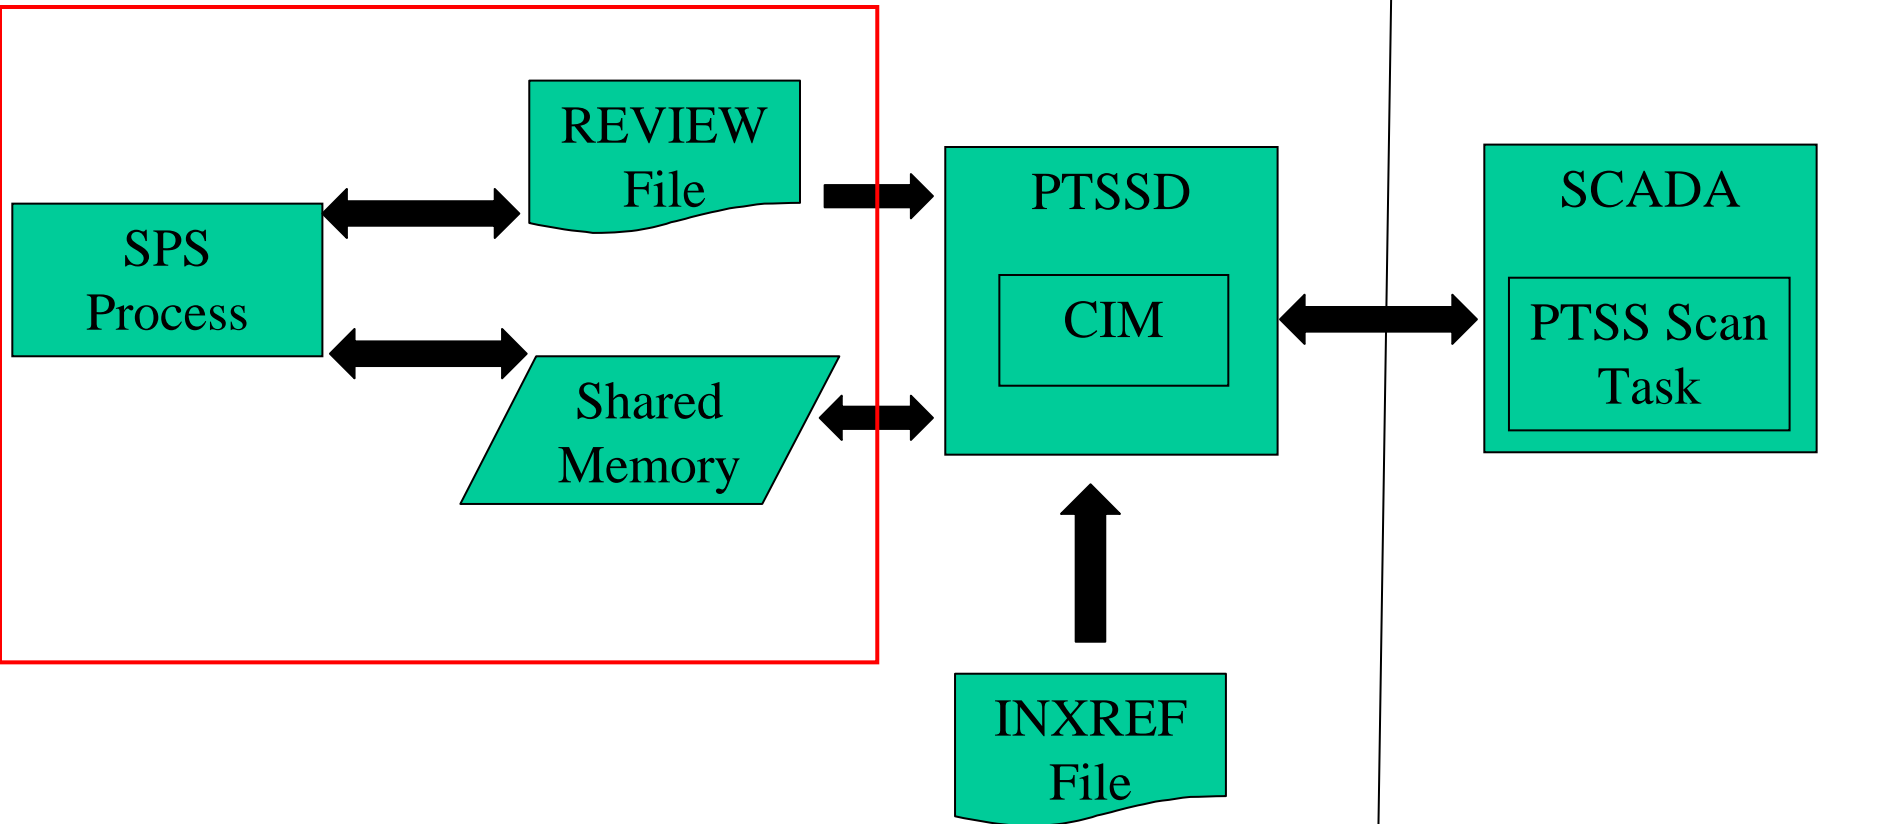 REVIEW
File
SPS
Process
Shared
Memory
PTSSD
CIM
INXREF
File
SCADA
PTSS Scan
Task